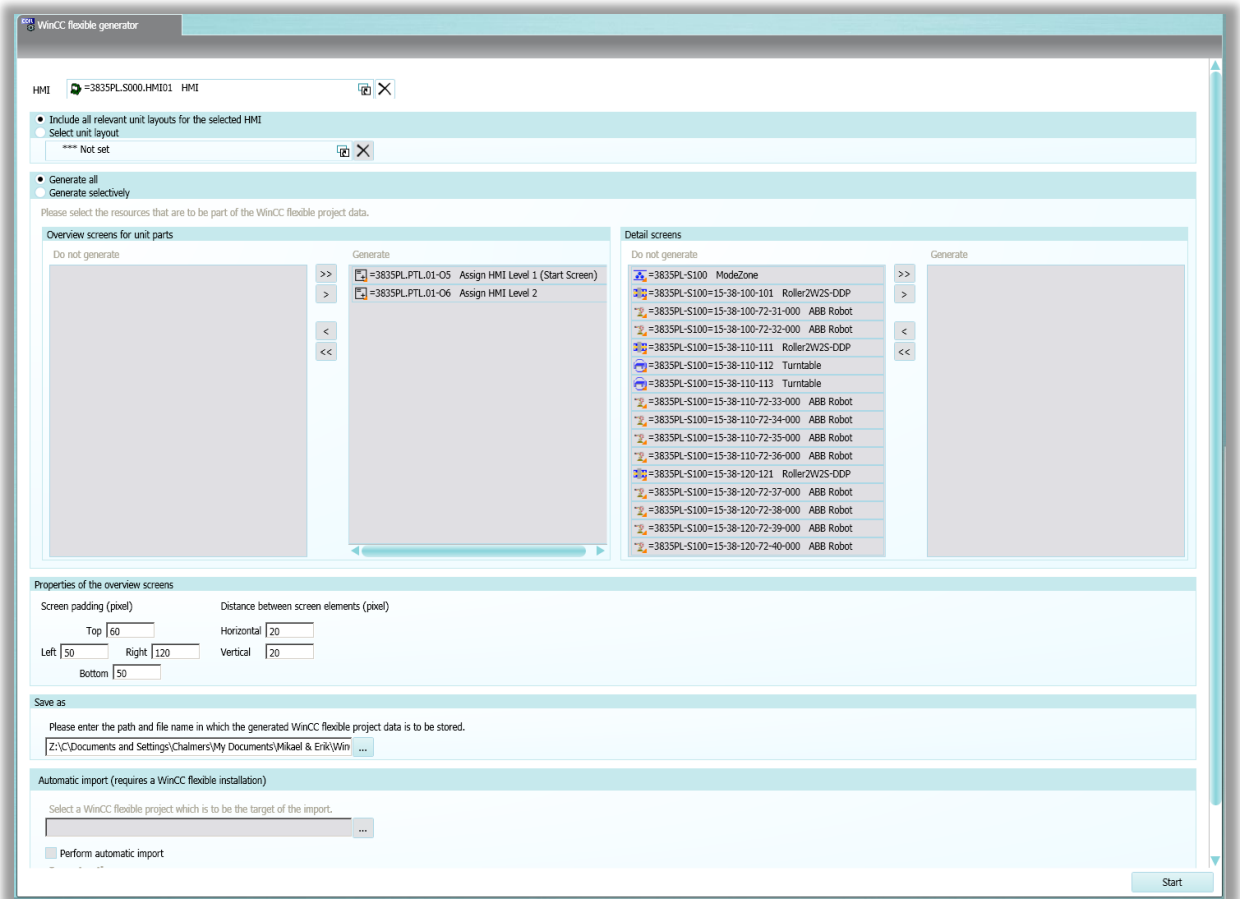 WinCC flexible generator
HMI =3835PL.S000.HMI01 HMI
Include all relevant unit layouts for the selected HMI
Select unit layout
*** Not set
Generate all
Generate selectively
Please select the resources that are to be part of the WinCC flexible project data.
Overview screens for unit parts
Do not generate
Generate
>>
>
<
<<
=3835PL.PTL.01-O5 Assign HMI Level 1 (Start Screen)
=3835PL.PTL.01-O6 Assign HMI Level 2
Detail screens
Do not generate
Generate
=3835PL-S100 ModeZone
=3835PL-S100=15-38-100-101 Roller2W2S-DDP
=3835PL-S100=15-38-100-72-31-000 ABB Robot
=3835PL-S100=15-38-100-72-32-000 ABB Robot
=3835PL-S100=15-38-110-111 Roller2W2S-DDP
=3835PL-S100=15-38-110-112 Turntable
=3835PL-S100=15-38-110-113 Turntable
=3835PL-S100=15-38-110-72-33-000 ABB Robot
=3835PL-S100=15-38-110-72-34-000 ABB Robot
=3835PL-S100=15-38-110-72-35-000 ABB Robot
=3835PL-S100=15-38-110-72-36-000 ABB Robot
=3835PL-S100=15-38-120-121 Roller2W2S-DDP
=3835PL-S100=15-38-120-72-37-000 ABB Robot
=3835PL-S100=15-38-120-72-38-000 ABB Robot
=3835PL-S100=15-38-120-72-39-000 ABB Robot
=3835PL-S100=15-38-120-72-40-000 ABB Robot
>>
>
<
<<
Properties of the overview screens
Screen padding (pixel)
Distance between screen elements (pixel)
Top 60
Horizontal 20
Left 50
Right 120
Vertical 20
Bottom 50
Save as
Please enter the path and file name in which the generated WinCC flexible project data is to be stored.
Z:\C\Documents and Settings\Chalmers\My Documents\Mikael & Erik\Win
...
Automatic import (requires a WinCC flexible installation)
Select a WinCC flexible project which is to be the target of the import.
...
Perform automatic import
Start